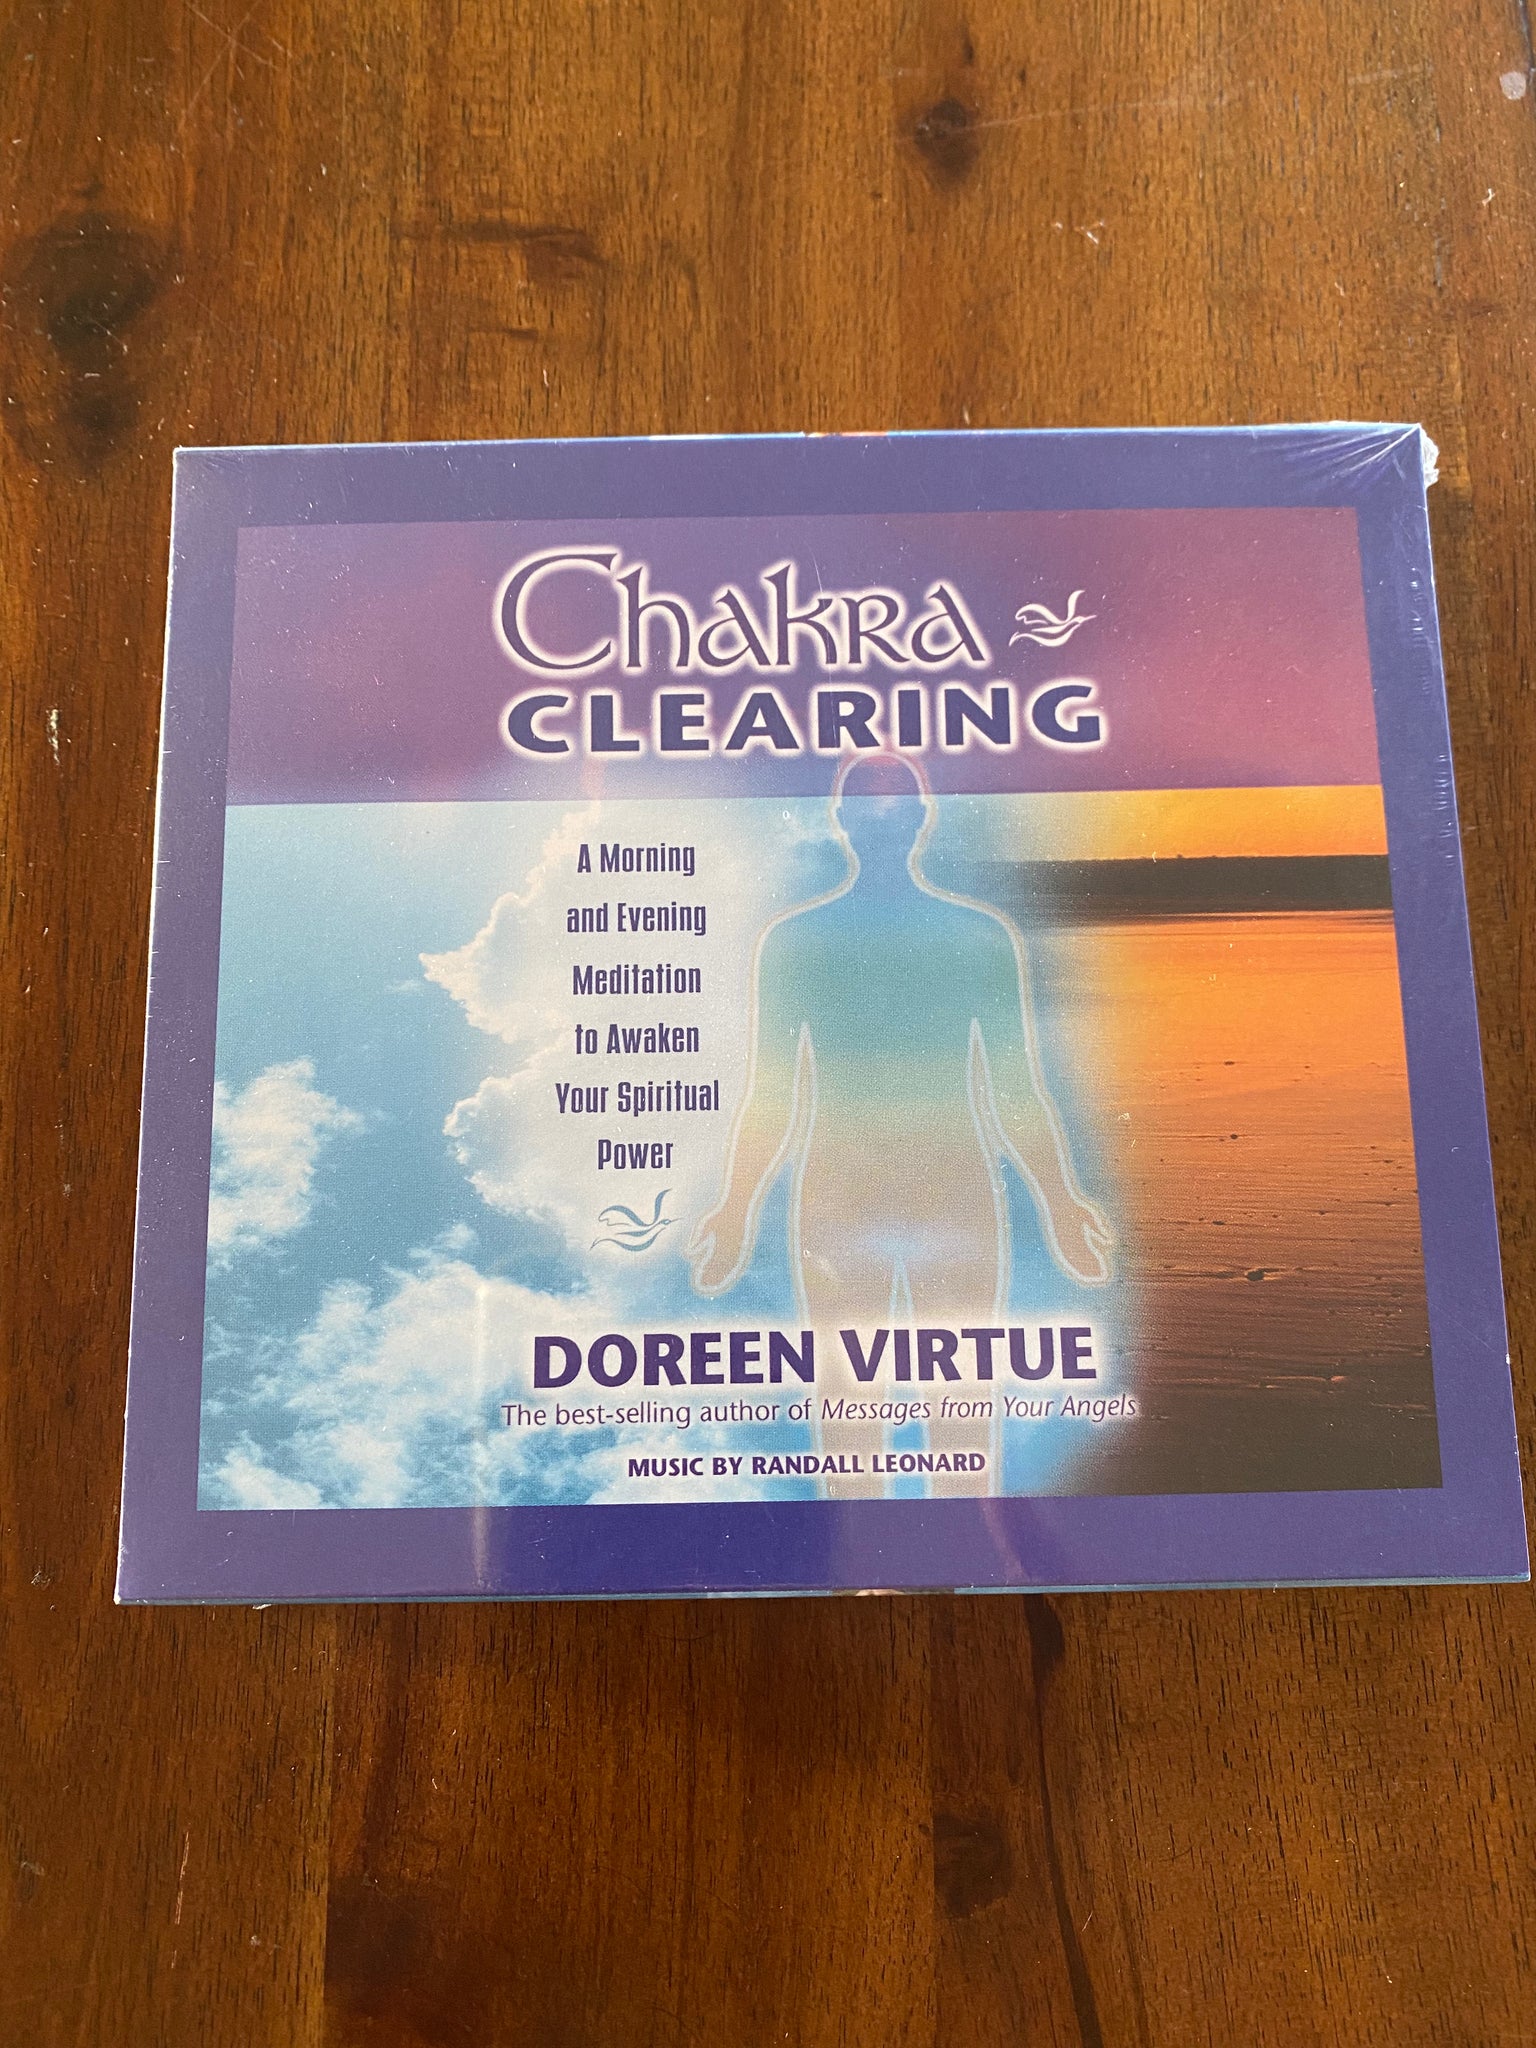 Chakra
CLEARING
A Morning
and Evening
Meditation
to Awaken
Your Spiritual
Power
DOREEN VIRTUE
The best-selling author of Messages from Your Angels
MUSIC BY RANDALL LEONARD